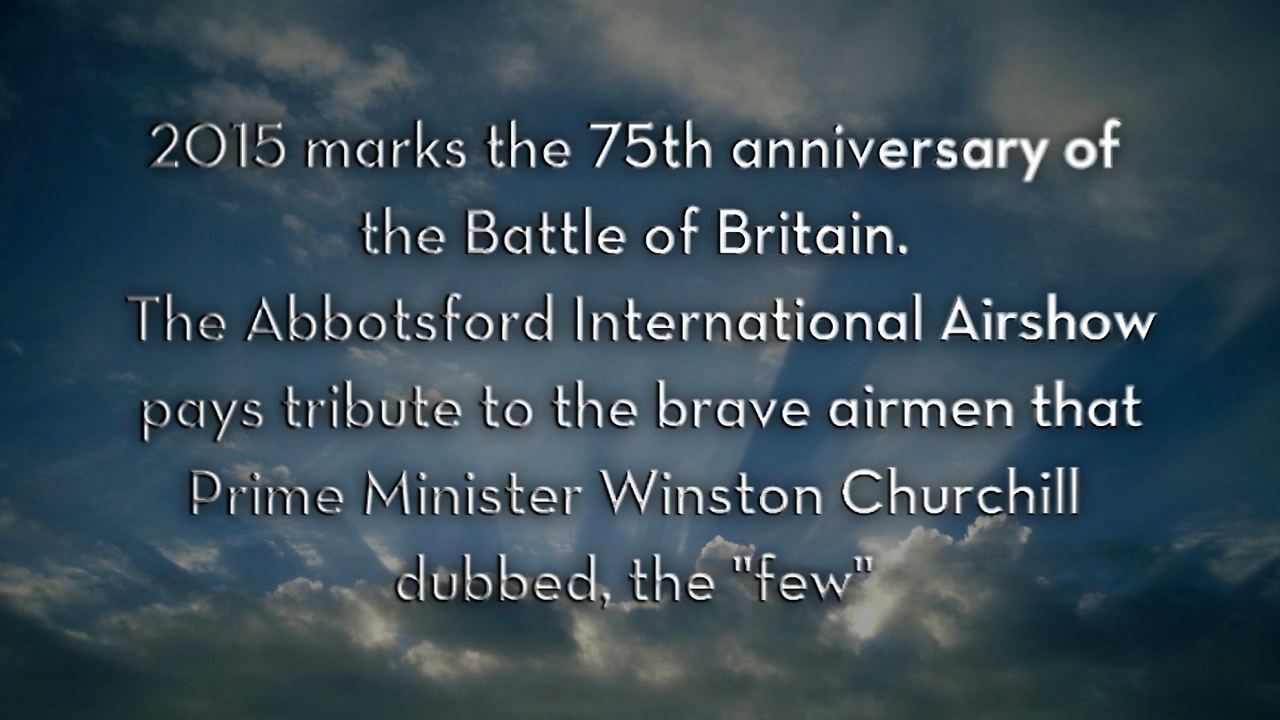 2015 marks the 75th anniversary of
the Battle of Britain.
The Abbotsford International Airshow
pays tribute to the brave airmen that
Prime Minister Winston Churchill
dubbed, the "few"